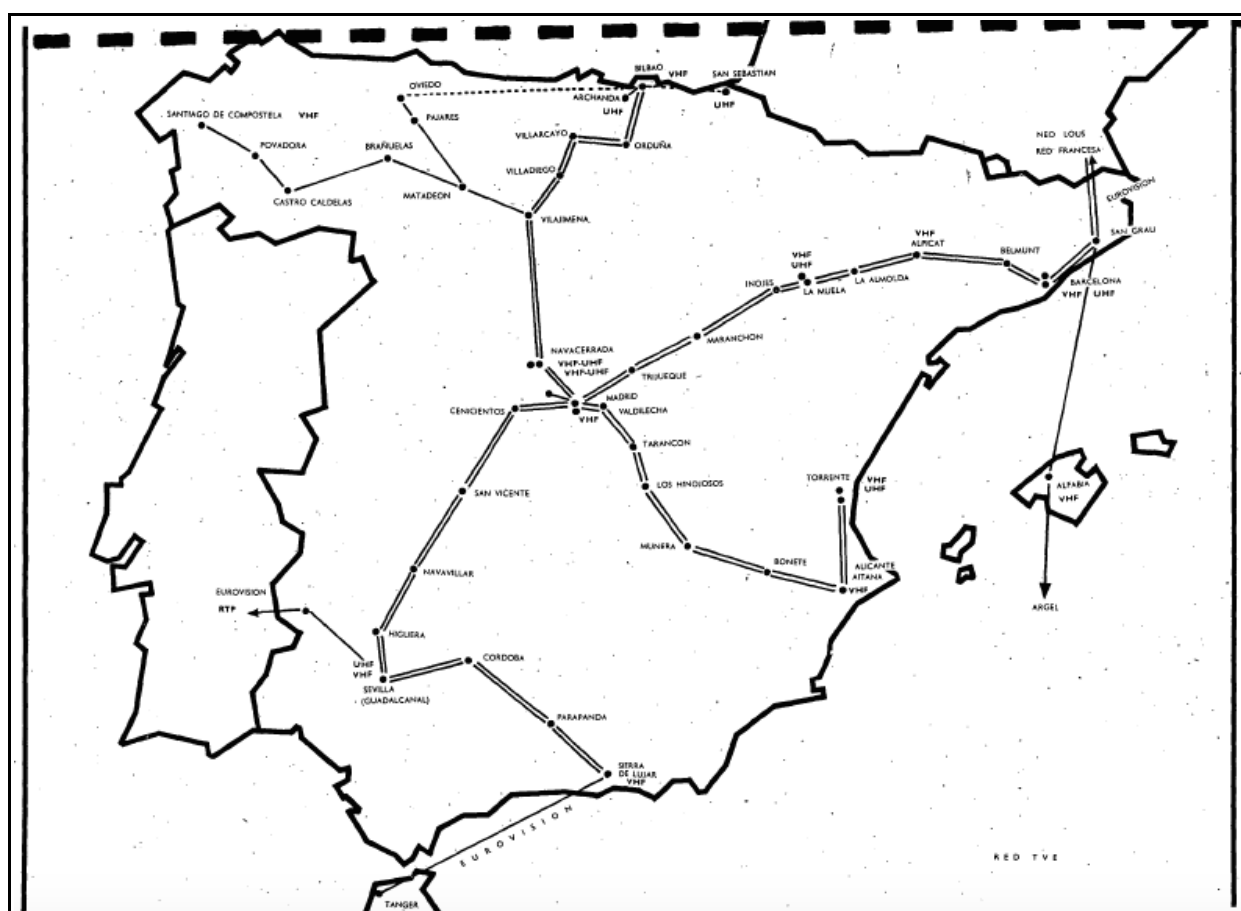 BILBAO
VHF
SAN SEBASTIAN
OVIEDO
ARCHANDA
UHF
UHF
SANTIAGO DE COMPOSTELA VHF
PAJARES
POVADORA
BRAÑUELAS
VILLARCAYO
ORDUÑA
NEO LOUS
RED FRANCESA
VILLADIEGO
CASTRO CALDELAS
MATADEON
EUROVISION
VILAJIMENA
SAN GRAU
VHF
ALPICAT
BELMUNT
VHF
UHF
LA ALMOLDA
INOJES
LA MUELA
BARCELONA
VHF UHF
MARANCHON
NAVACERRADA
VHF-UHF
VHF-UHF
TRIJUEQUE
MADRID
CENICIENTOS
VALDILECHA
VHF
TARANCON
TORRENTE
VHF
UHF
LOS HINOJOSOS
ALFABIA
VHF
SAN VICENTE
MUNERA
BONETE
ALICANTE
AITANA
VHF
NAVAVILLAR
EUROVISION
RTP
ARGEL
HIGUERA
UHF
VHF
CORDOBA
SEVILLA
(GUADALCANAL)
PARAPANDA
SIERRA
DE LUJAR
VHF
EUROVISION
RED TVE
TANGER